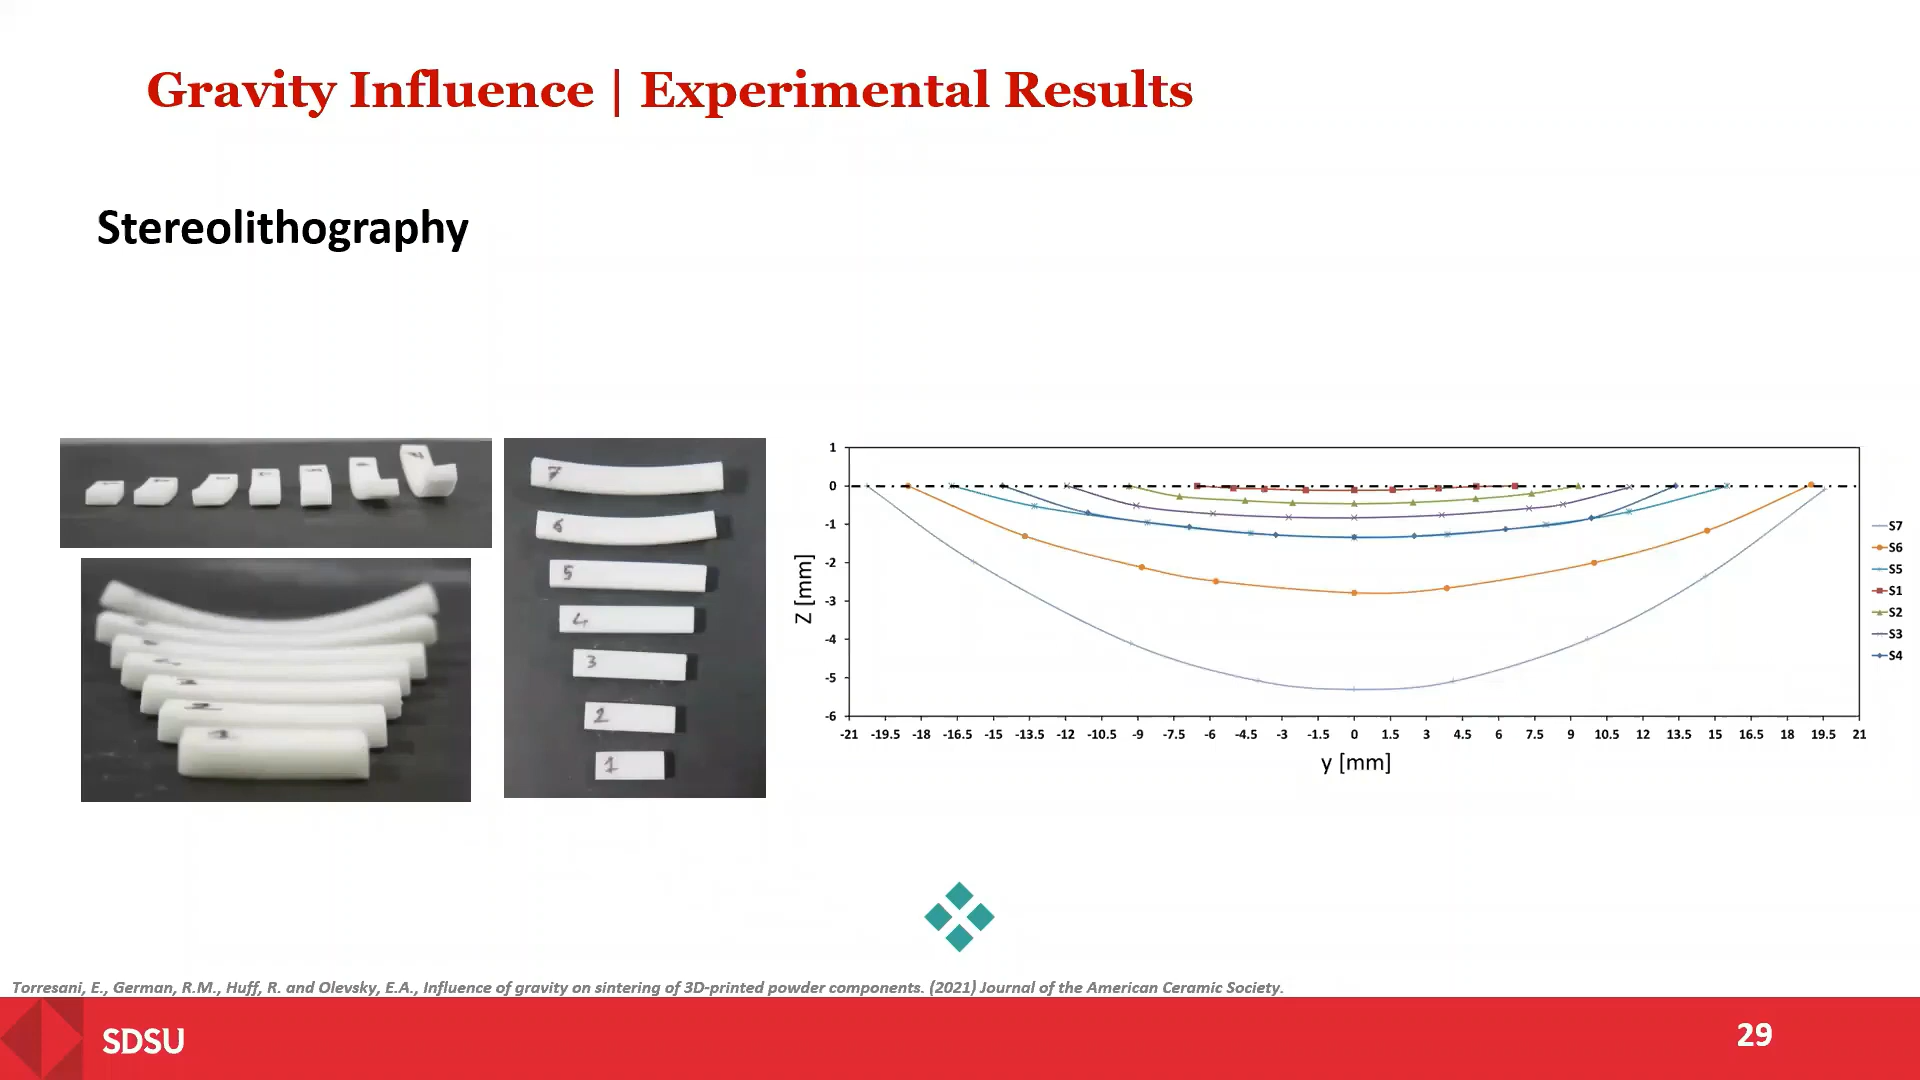 Gravity Influence | Experimental Results
Stereolithography
7
6
5
4
3
2
1
1
0
-1
-2
-3
-4
-5
-6
Z [mm]
-21 -19.5 -18 -16.5 -15 -13.5 -12 -10.5 -9 -7.5 -6 -4.5 -3 -1.5 0 1.5 3 4.5 6 7.5 9 10.5 12 13.5 15 16.5 18 19.5 21
y [mm]
S7
S6
S5
S1
S2
S3
S4
Torresani, E., German, R.M., Huff, R. and Olevsky, E.A., Influence of gravity on sintering of 3D-printed powder components. (2021) Journal of the American Ceramic Society.
SDSU
29